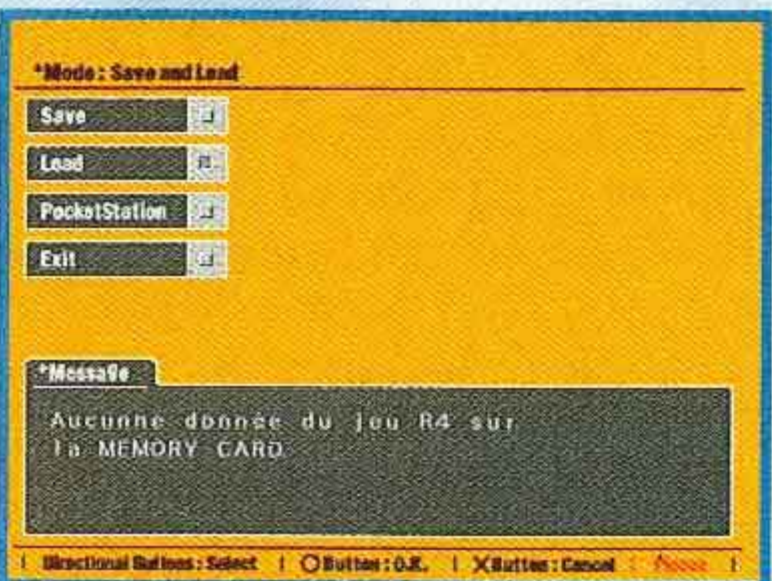 *Mode : Save and Load
Save
Load
PocketStation
Exit
*Message
Aucunne donnée du jeu R4 sur
la MEMORY CARD
Directional Buttons : Select | ○Button : O.K. | ✕Button : Cancel